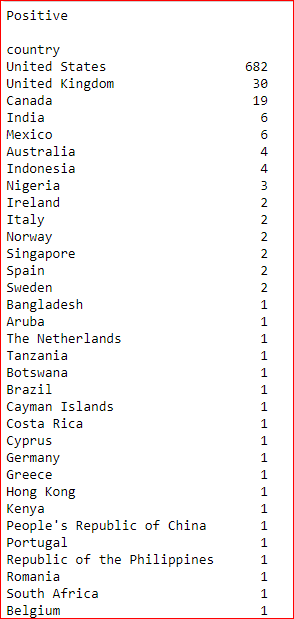 Positive
country
United States 682
United Kingdom 30
Canada 19
India 6
Mexico 6
Australia 4
Indonesia 4
Nigeria 3
Ireland 2
Italy 2
Norway 2
Singapore 2
Spain 2
Sweden 2
Bangladesh 1
Aruba 1
The Netherlands 1
Tanzania 1
Botswana 1
Brazil 1
Cayman Islands 1
Costa Rica 1
Cyprus 1
Germany 1
Greece 1
Hong Kong 1
Kenya 1
People's Republic of China 1
Portugal 1
Republic of the Philippines 1
Romania 1
South Africa 1
Belgium 1